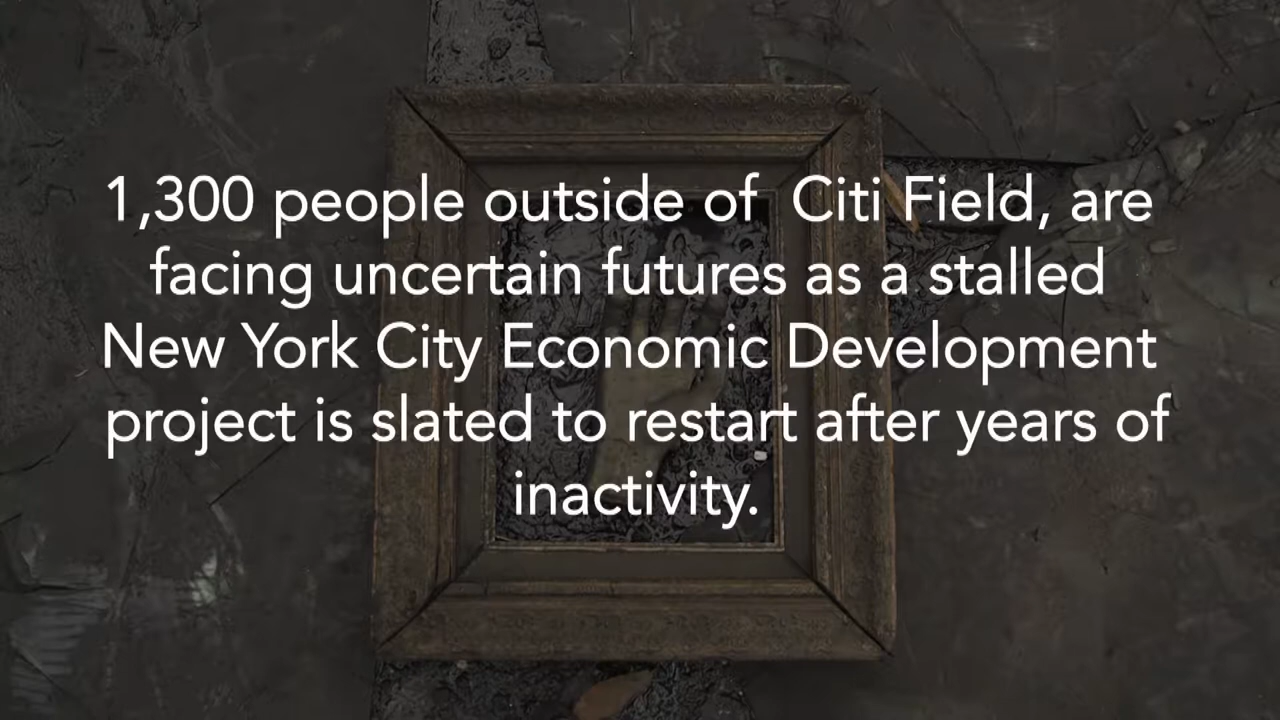 1,300 people outside of  Citi Field, are
facing uncertain futures as a stalled
New York City Economic Development
project is slated to restart after years of
inactivity.